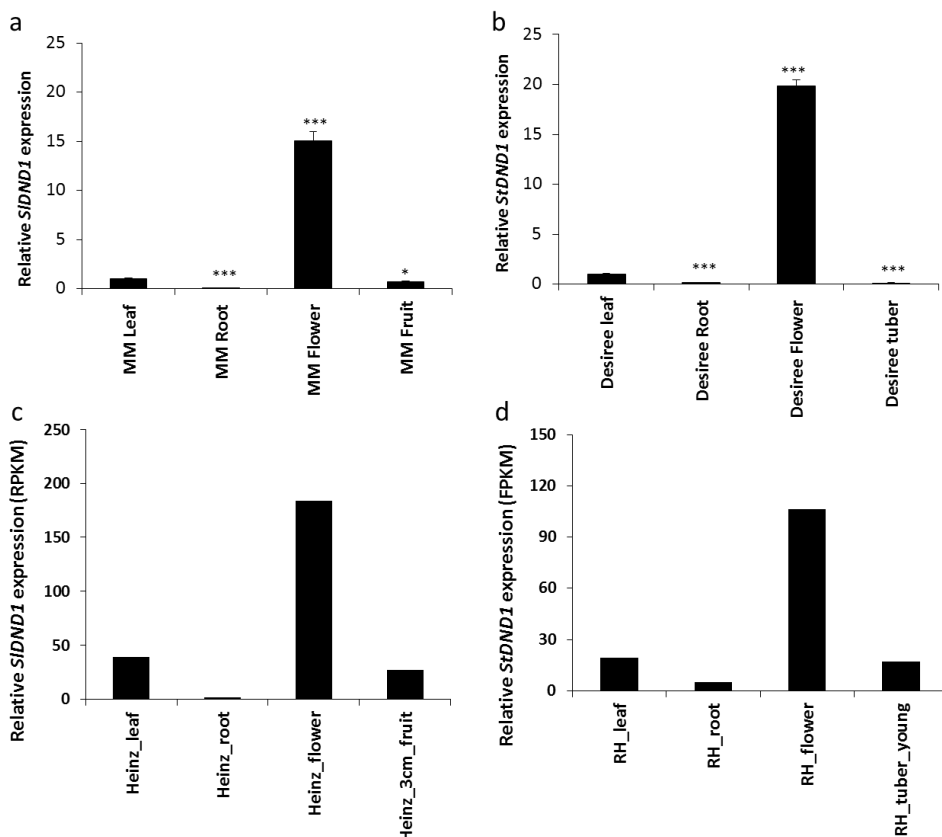 a
Relative SlDND1 expression
25
20
15
10
5
0
***
***
*
MM Leaf
MM Root
MM Flower
MM Fruit
b
Relative StDND1 expression
25
20
15
10
5
0
***
***
***
Desiree leaf
Desiree Root
Desiree Flower
Desiree tuber
c
Relative SlDND1 expression (RPKM)
250
200
150
100
50
0
Heinz_leaf
Heinz_root
Heinz_flower
Heinz_3cm_fruit
d
Relative StDND1 expression (FPKM)
150
120
90
60
30
0
RH_leaf
RH_root
RH_flower
RH_tuber_young